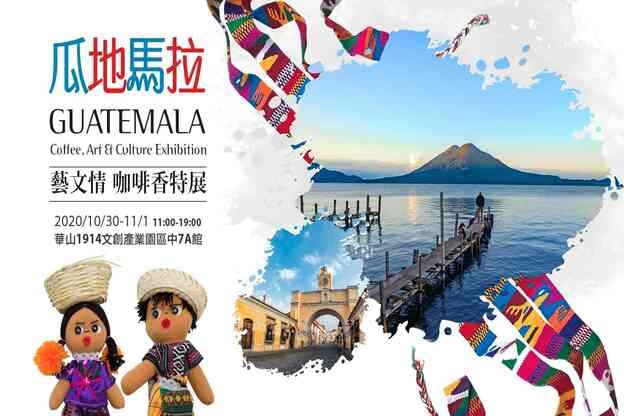 瓜地馬拉
GUATEMALA
Coffee, Art & Culture Exhibition
藝文情 咖啡香特展
2020/10/30-11/1 11:00-19:00
華山1914文創產業園區中7A館